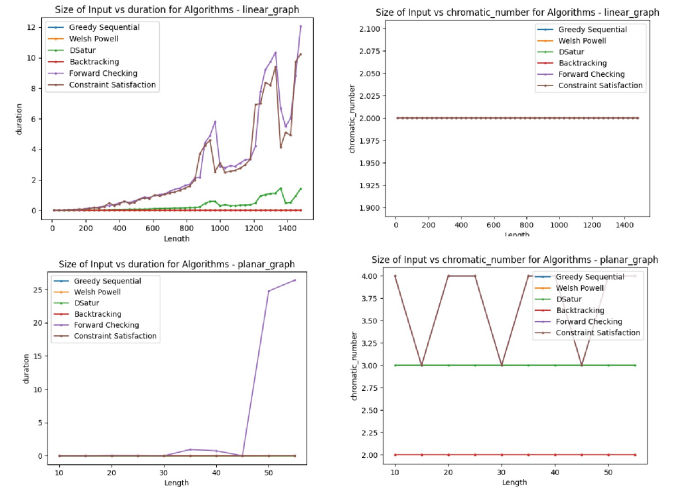 Size of Input vs duration for Algorithms - linear_graph
Greedy Sequential
Welsh Powell
DSatur
Backtracking
Forward Checking
Constraint Satisfaction
12
10
8
6
4
2
0
duration
0 200 400 600 800 1000 1200 1400
Length
Size of Input vs chromatic_number for Algorithms - linear_graph
Greedy Sequential
Welsh Powell
DSatur
Backtracking
Forward Checking
Constraint Satisfaction
2.100
2.075
2.050
2.025
2.000
1.975
1.950
1.925
1.900
chromatic_number
0 200 400 600 800 1000 1200 1400
Length
Size of Input vs duration for Algorithms - planar_graph
Greedy Sequential
Welsh Powell
DSatur
Backtracking
Forward Checking
Constraint Satisfaction
25
20
15
10
5
0
duration
10 20 30 40 50
Length
Size of Input vs chromatic_number for Algorithms - planar_graph
Greedy Sequential
Welsh Powell
DSatur
Backtracking
Forward Checking
Constraint Satisfaction
4.00
3.75
3.50
3.25
3.00
2.75
2.50
2.25
2.00
chromatic_number
10 20 30 40 50
Length